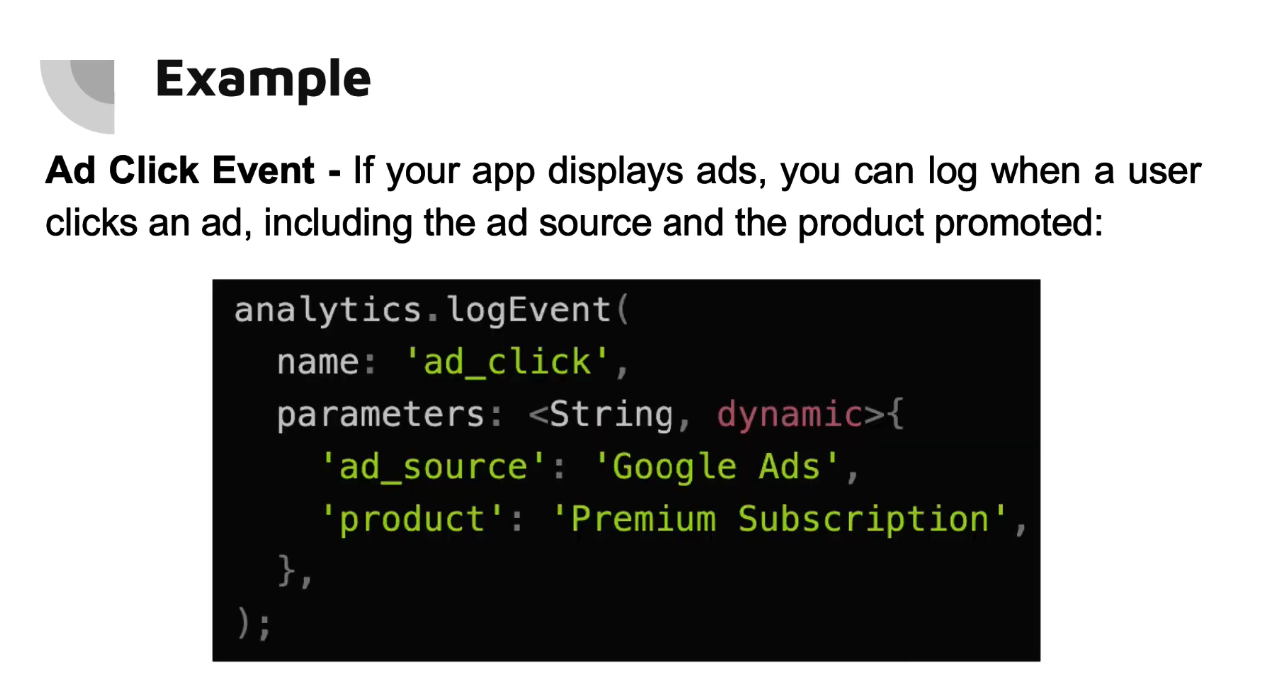 Example
Ad Click Event - If your app displays ads, you can log when a user
clicks an ad, including the ad source and the product promoted:
analytics.logEvent(
  name: 'ad_click',
  parameters: <String, dynamic>{
    'ad_source': 'Google Ads',
    'product': 'Premium Subscription',
  },
);